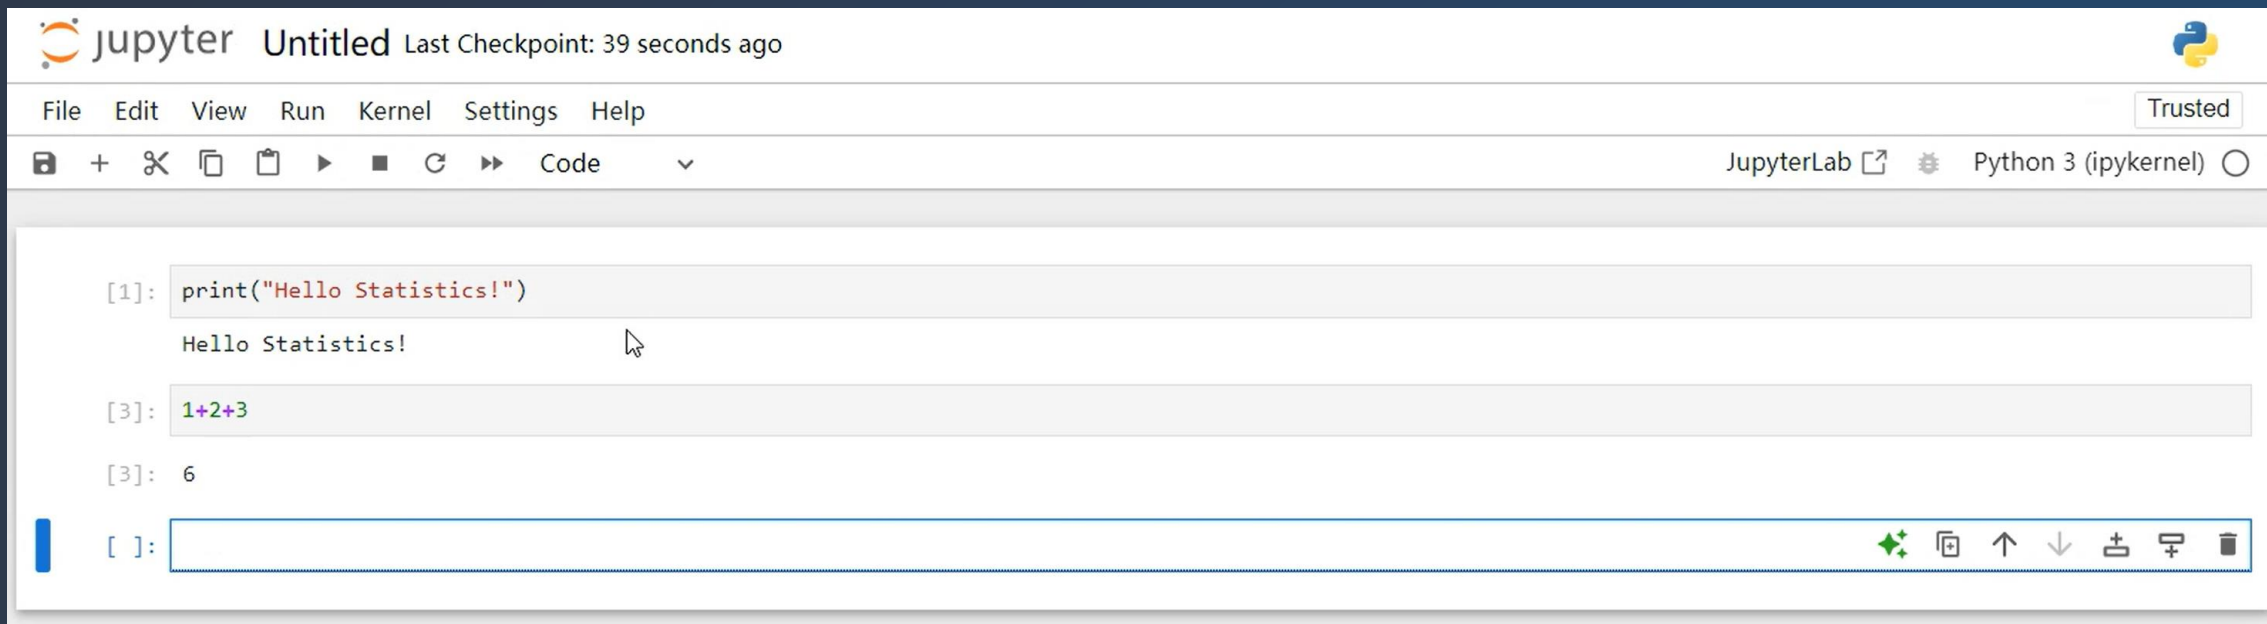 jupyter Untitled Last Checkpoint: 39 seconds ago
File Edit View Run Kernel Settings Help Trusted
Code JupyterLab Python 3 (ipykernel)
[1]: print("Hello Statistics!")
Hello Statistics!
[3]: 1+2+3
[3]: 6
[ ]: